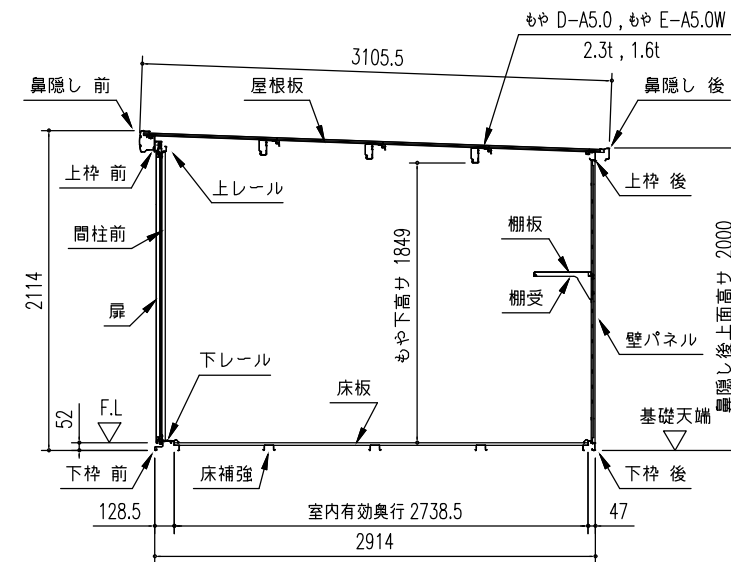 もや D-A5.0 , もや E-A5.0W
2.3t , 1.6t
3105.5
鼻隠し 前
屋根板
鼻隠し 後
上枠 前
上レール
上枠 後
間柱前
もや下高サ 1849
棚板
棚受
2114
扉
壁パネル
鼻隠し後上面高サ 2000
下レール
52
F.L
床板
基礎天端
下枠 前
床補強
下枠 後
128.5
室内有効奥行 2738.5
47
2914